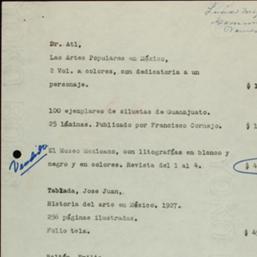 Dr. Atl,
Las Artes Populares en México,
2 Vol. a colores, con dedicatoria a un
personaje.
$
100 ejemplares de siluetas de Guanajuato.
25 láminas. Publicado por Francisco Cornejo.
$
Vendido
El Museo Mexicano, con litografías en blanco y
negro y en colores. Revista del 1 al 4.
$ 4
Tablada, Jose Juan,
Historia del arte en México. 1927.
256 páginas ilustradas.
Folio tela.
$